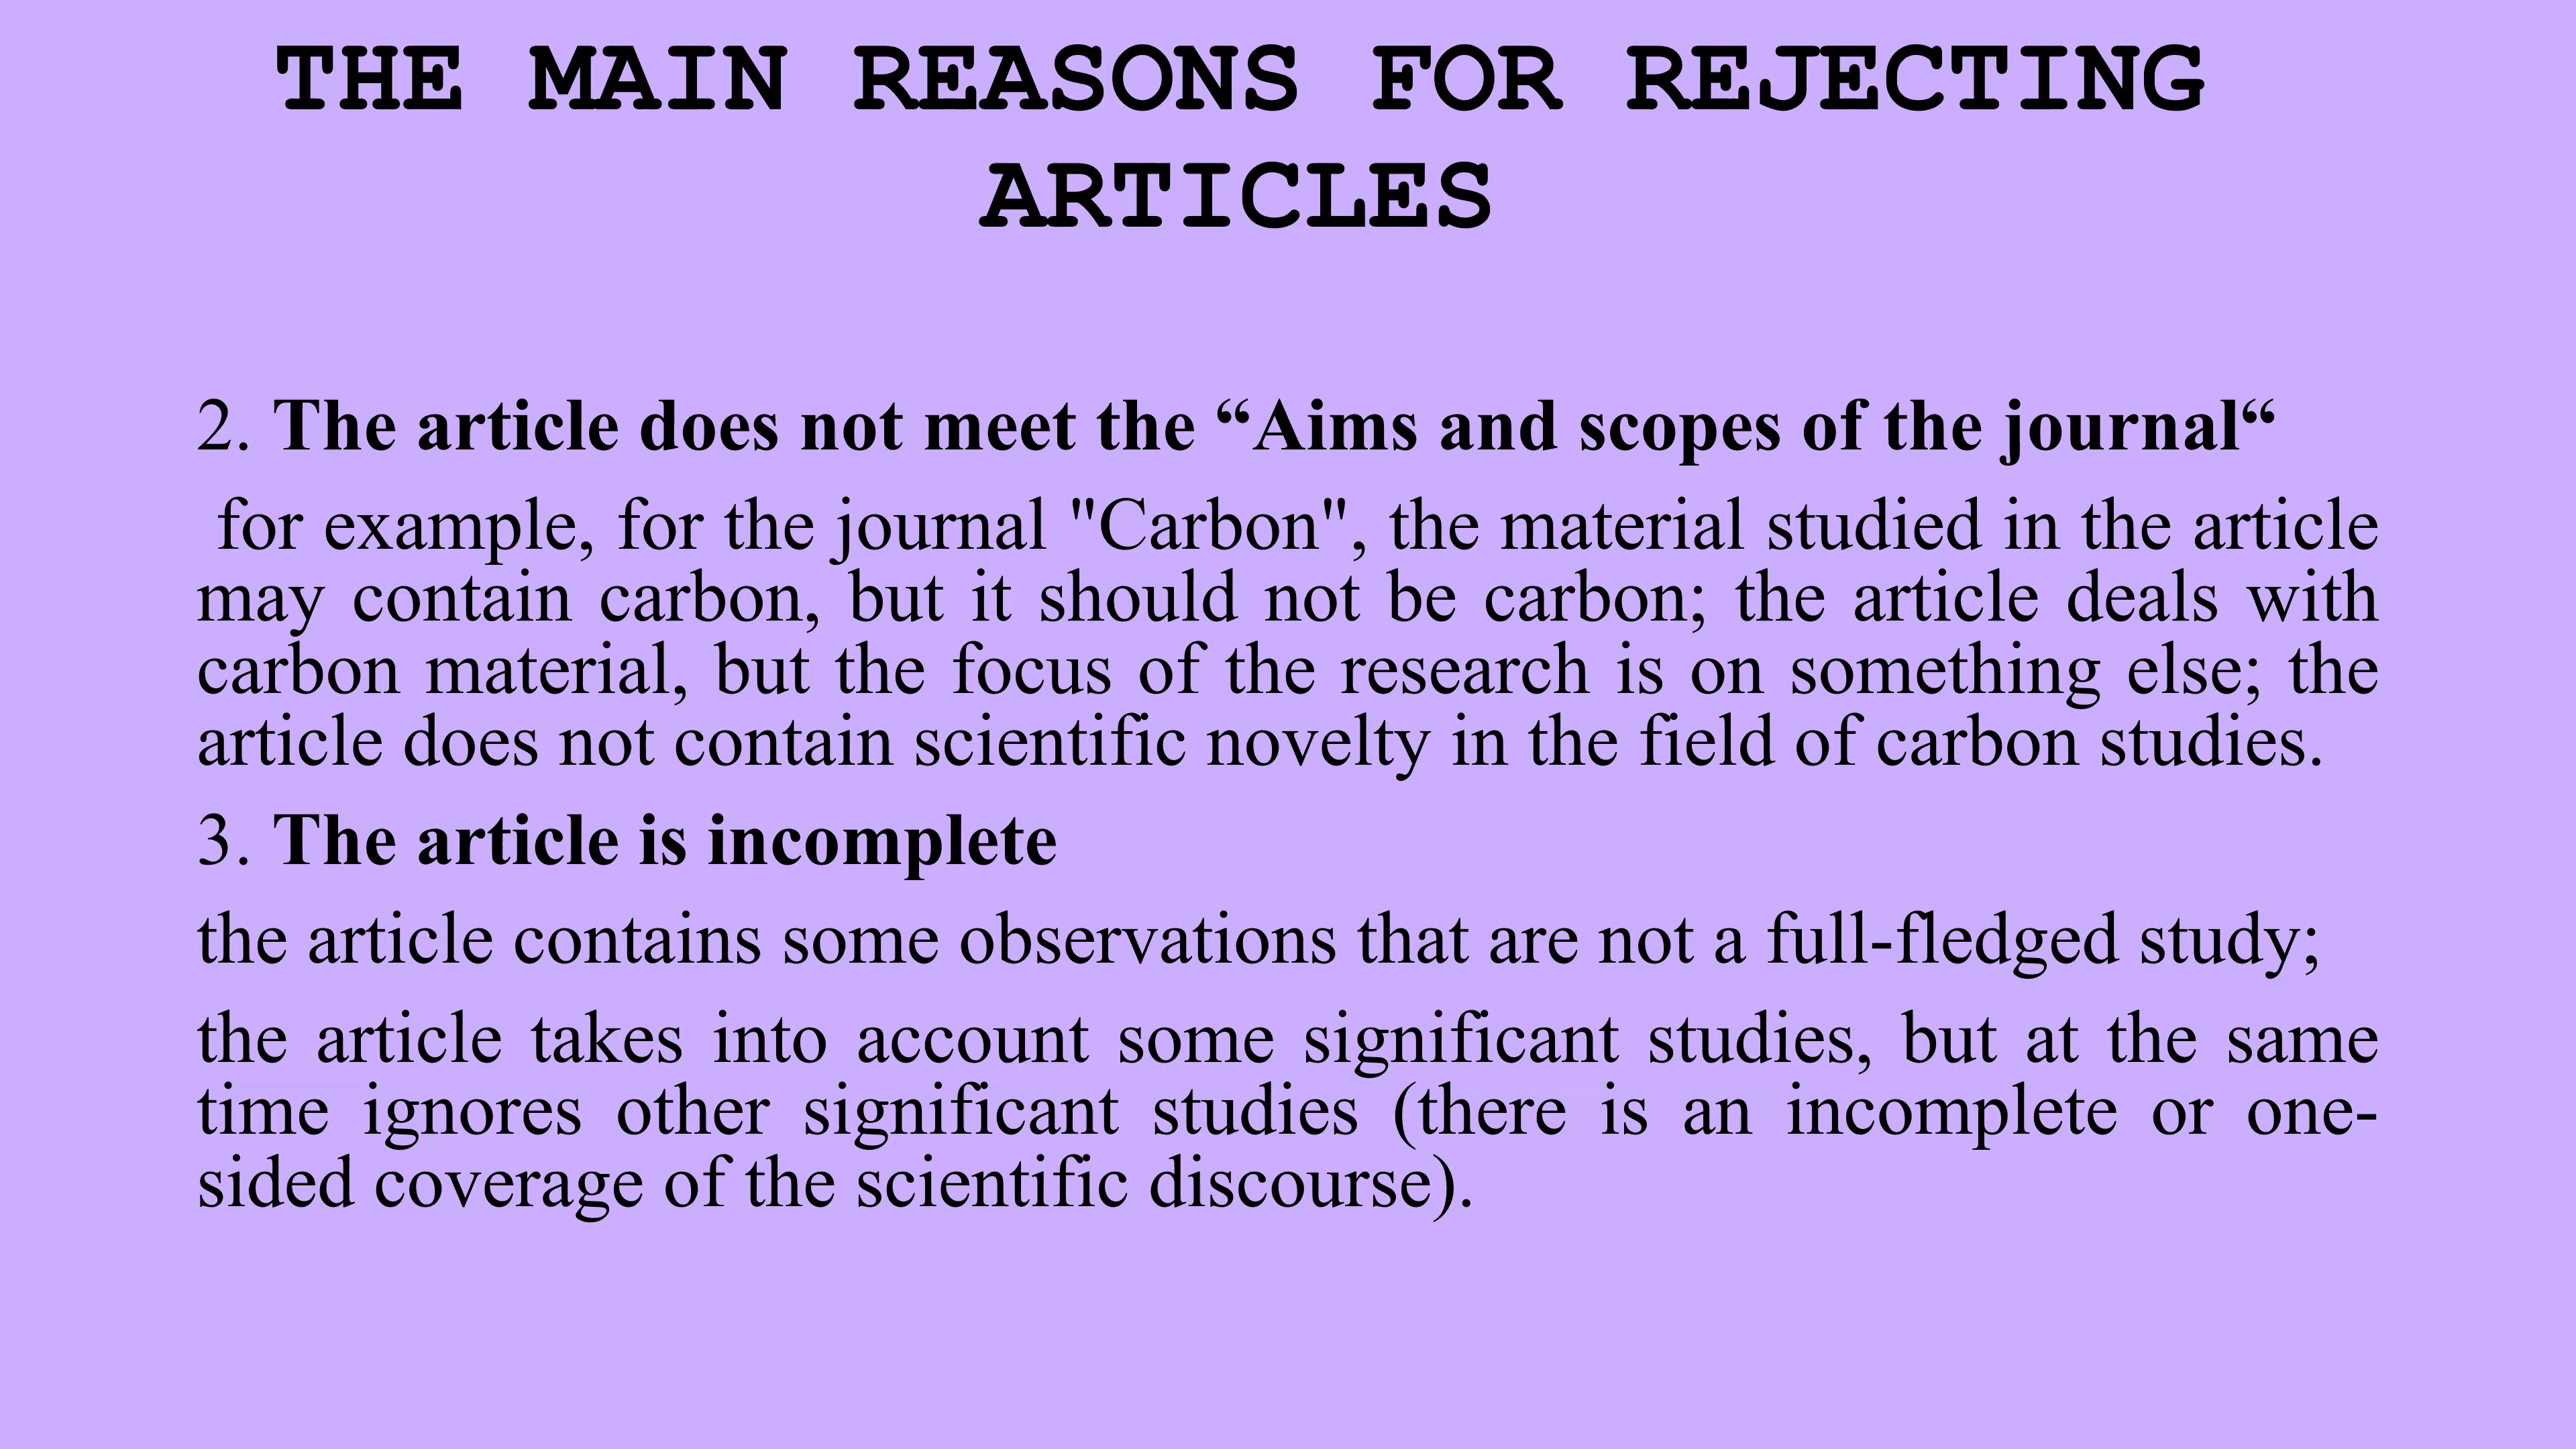 THE MAIN REASONS FOR REJECTING
ARTICLES
2. The article does not meet the “Aims and scopes of the journal“
for example, for the journal "Carbon", the material studied in the article
may contain carbon, but it should not be carbon; the article deals with
carbon material, but the focus of the research is on something else; the
article does not contain scientific novelty in the field of carbon studies.
3. The article is incomplete
the article contains some observations that are not a full-fledged study;
the article takes into account some significant studies, but at the same
time ignores other significant studies (there is an incomplete or one-
sided coverage of the scientific discourse).